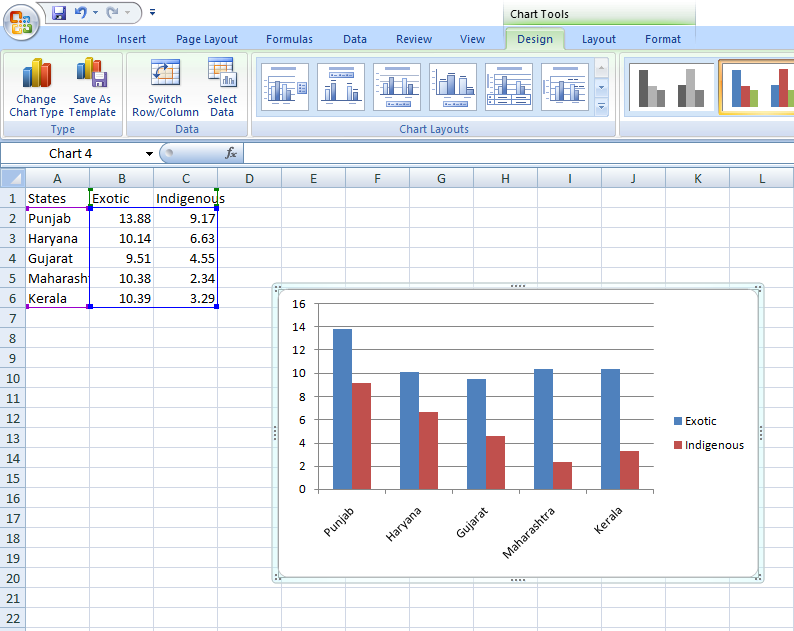 Chart Tools
Home Insert Page Layout Formulas Data Review View Design Layout Format
Change Chart Type
Save As Template
Switch Row/Column
Select Data
Type Data Chart Layouts
Chart 4 fx
A B C D E F G H I J K L
1 States Exotic Indigenous
2 Punjab 13.88 9.17
3 Haryana 10.14 6.63
4 Gujarat 9.51 4.55
5 Maharasht 10.38 2.34
6 Kerala 10.39 3.29
7
8
9
10
11
12
13
14
15
16
17
18
19
20
21
22
16
14
12
10
8
6
4
2
0
Punjab Haryana Gujarat Maharashtra Kerala
Exotic
Indigenous